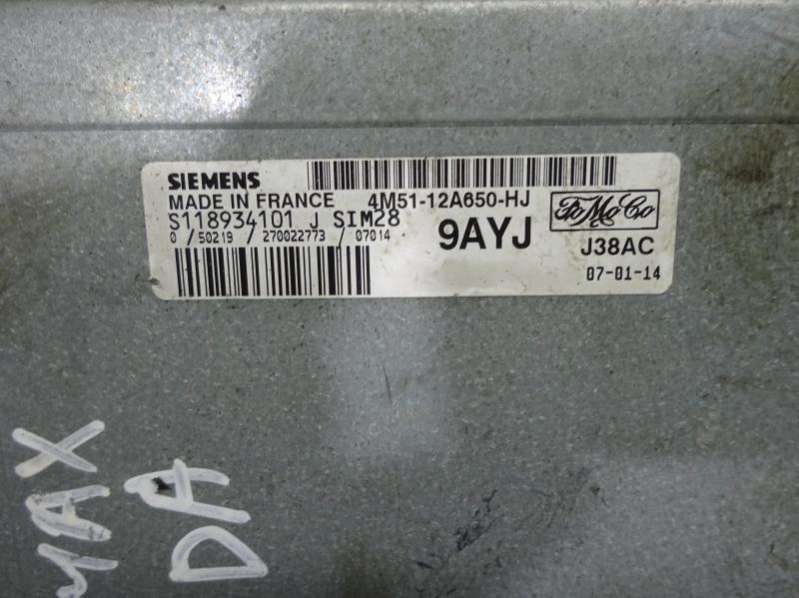 SIEMENS
MADE IN FRANCE 4M51-12A650-HJ
S118934101 J SIM28
0 / 50219 / 270022773 / 07014
9AYJ
FoMoCo
J38AC
07-01-14
MAX
DA